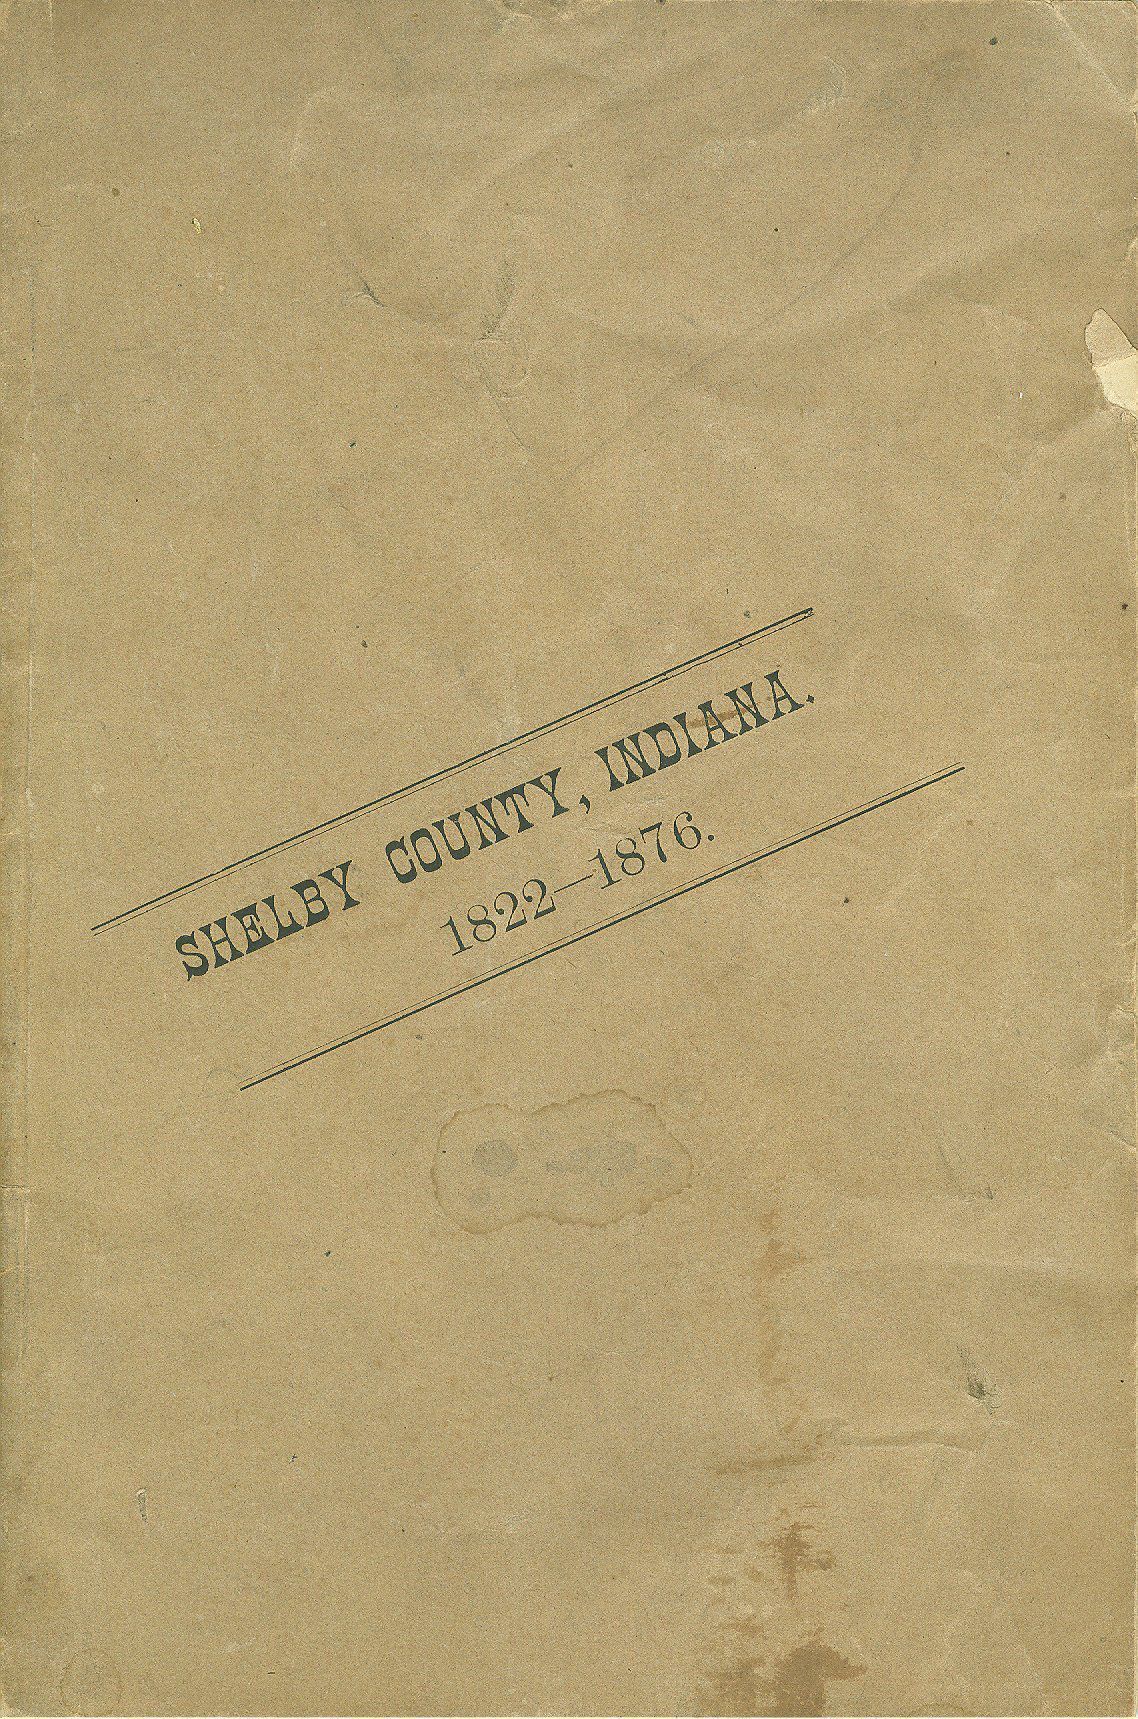 SHELBY COUNTY, INDIANA.
1822—1876.